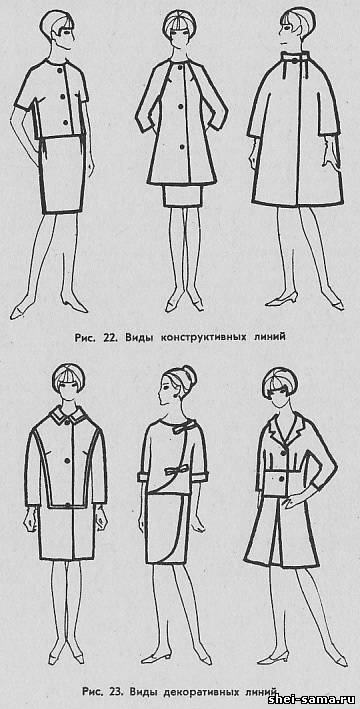 Рис. 22. Виды конструктивных линий
Рис. 23. Виды декоративных линий
shei-sama.ru